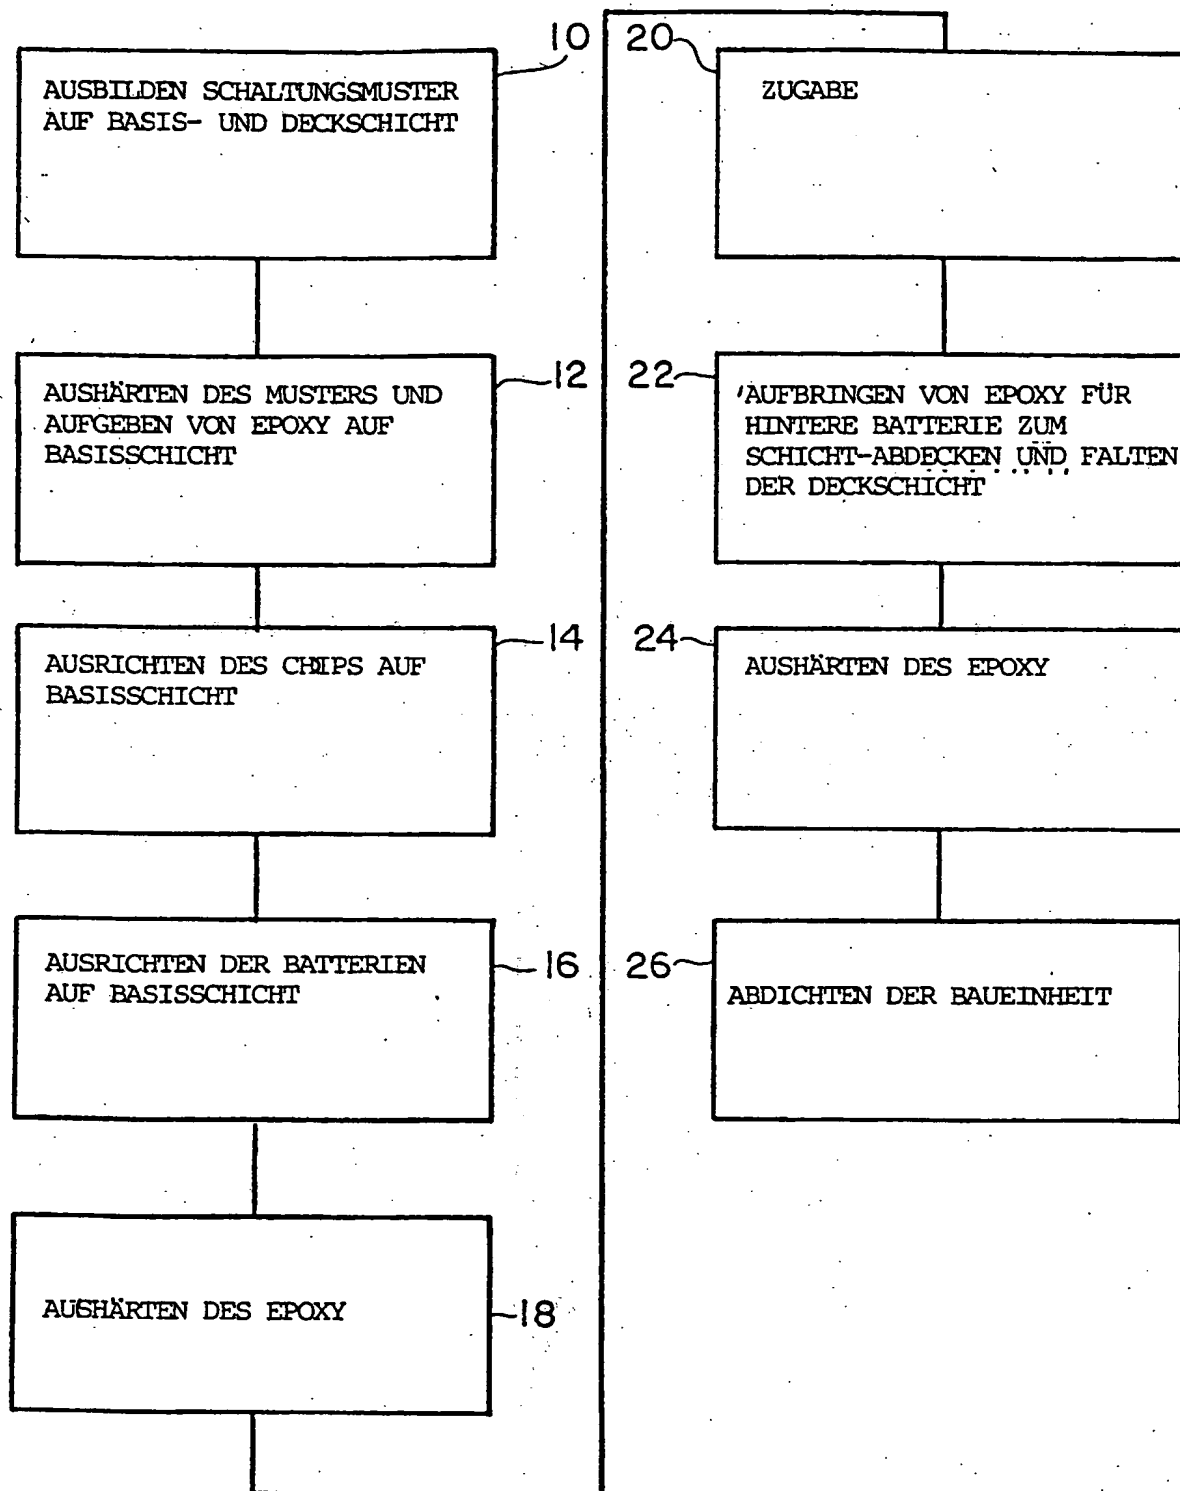 10
AUSBILDEN SCHALTUNGSMUSTER
AUF BASIS- UND DECKSCHICHT
12
AUSHÄRTEN DES MUSTERS UND
AUFGEBEN VON EPOXY AUF
BASISSCHICHT
14
AUSRICHTEN DES CHIPS AUF
BASISSCHICHT
16
AUSRICHTEN DER BATTERIEN
AUF BASISSCHICHT
18
AUSHÄRTEN DES EPOXY
20
ZUGABE
22
AUFBRINGEN VON EPOXY FÜR
HINTERE BATTERIE ZUM
SCHICHT-ABDECKEN UND FALTEN
DER DECKSCHICHT
24
AUSHÄRTEN DES EPOXY
26
ABDICHTEN DER BAUEINHEIT